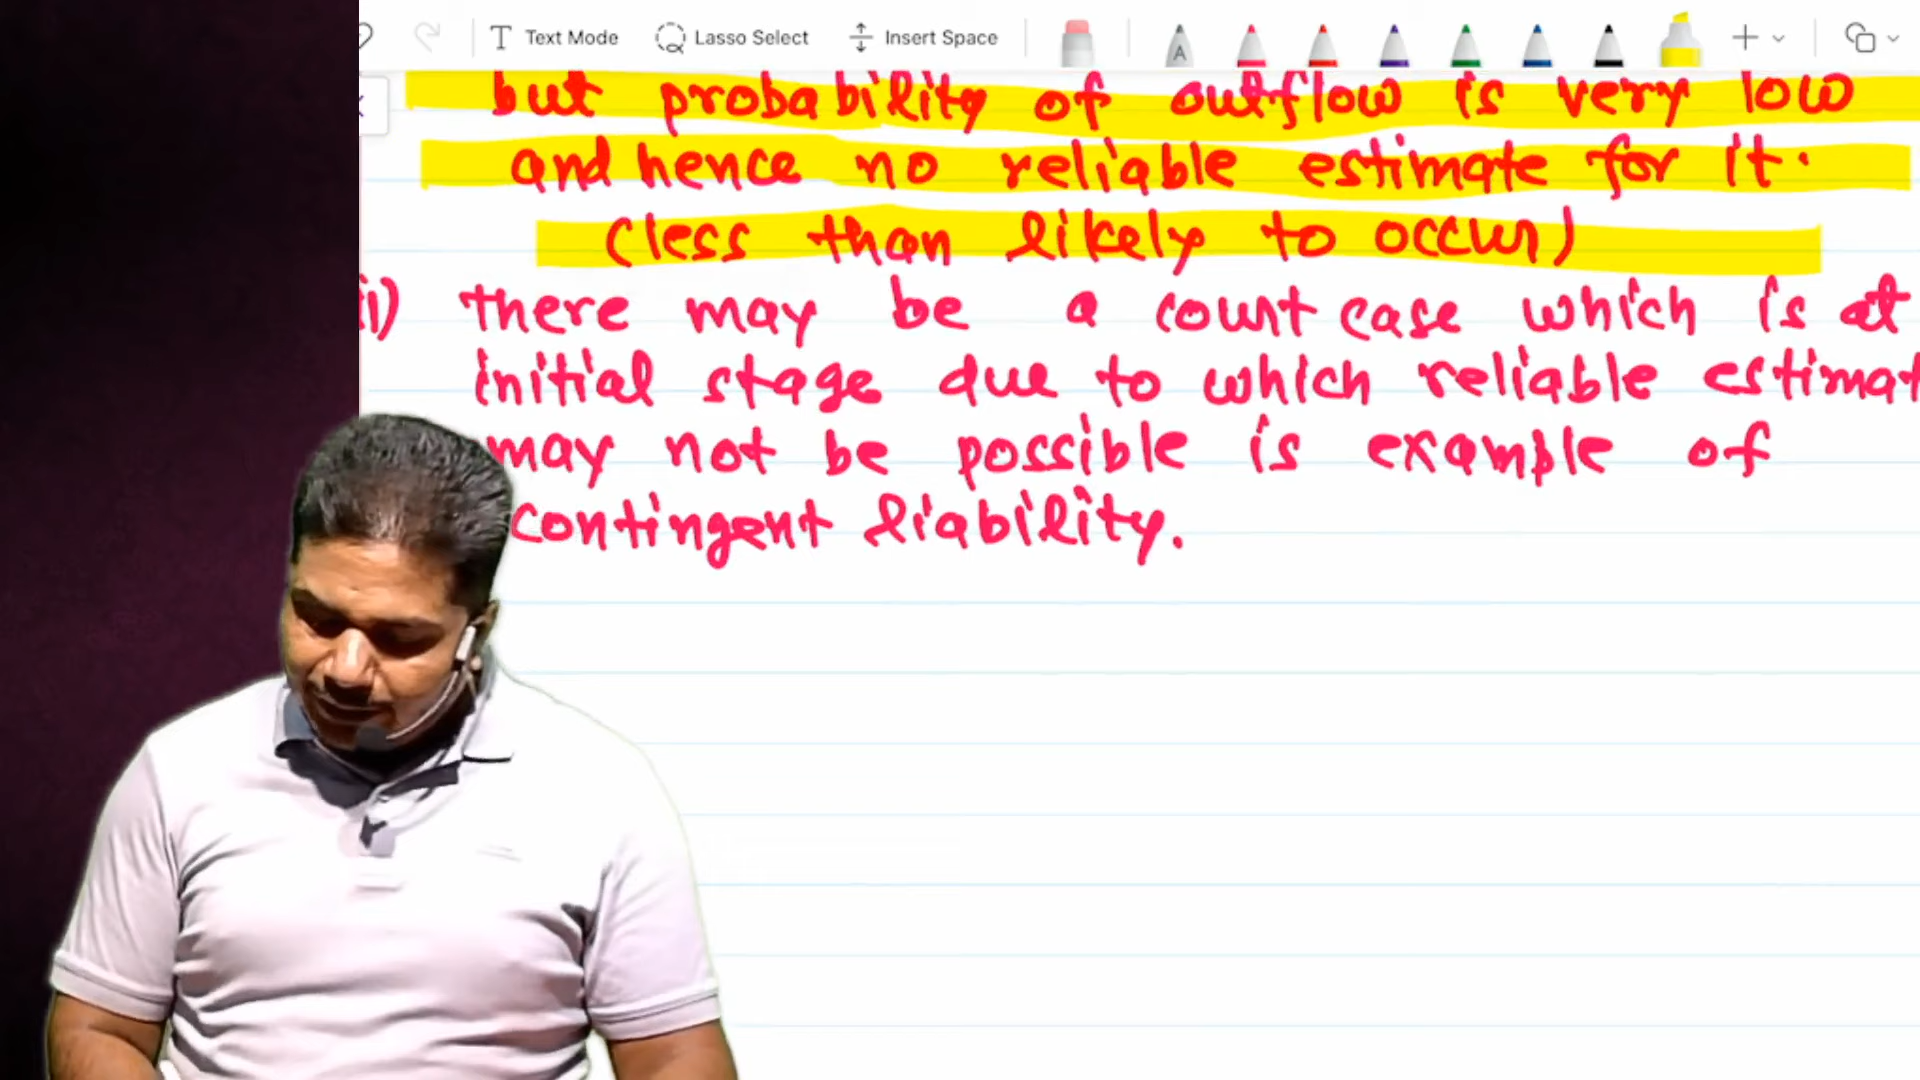 Text Mode Lasso Select Insert Space
A
but probability of outflow is very low
and hence no reliable estimate for it.
(less than likely to occur)
i) there may be a court case which is at
initial stage due to which reliable estimat
may not be possible is example of
contingent liability.